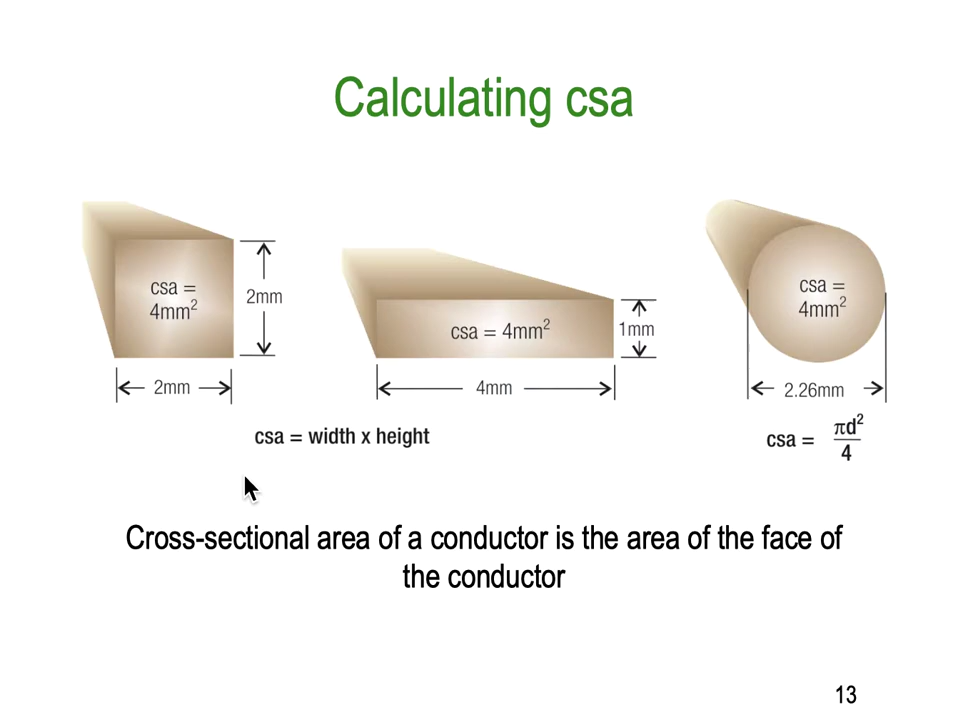 Calculating csa
csa =
4mm²
2mm
2mm
csa = 4mm²
1mm
4mm
csa = width x height
csa =
4mm²
2.26mm
csa = πd²/4
Cross-sectional area of a conductor is the area of the face of
the conductor
13